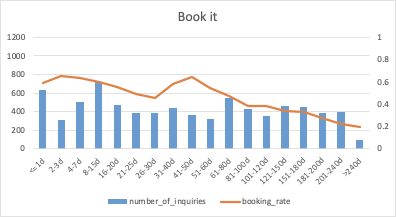 Book it
1200 1
1000 0.8
800
600 0.6
400 0.4
200 0.2
0 0
<=1d 2-3d 4-7d 8-15d 16-20d 21-25d 26-30d 31-40d 41-50d 51-60d 61-80d 81-100d 101-120d 121-150d 151-180d 181-200d 201-240d >240d
number_of_inquiries booking_rate